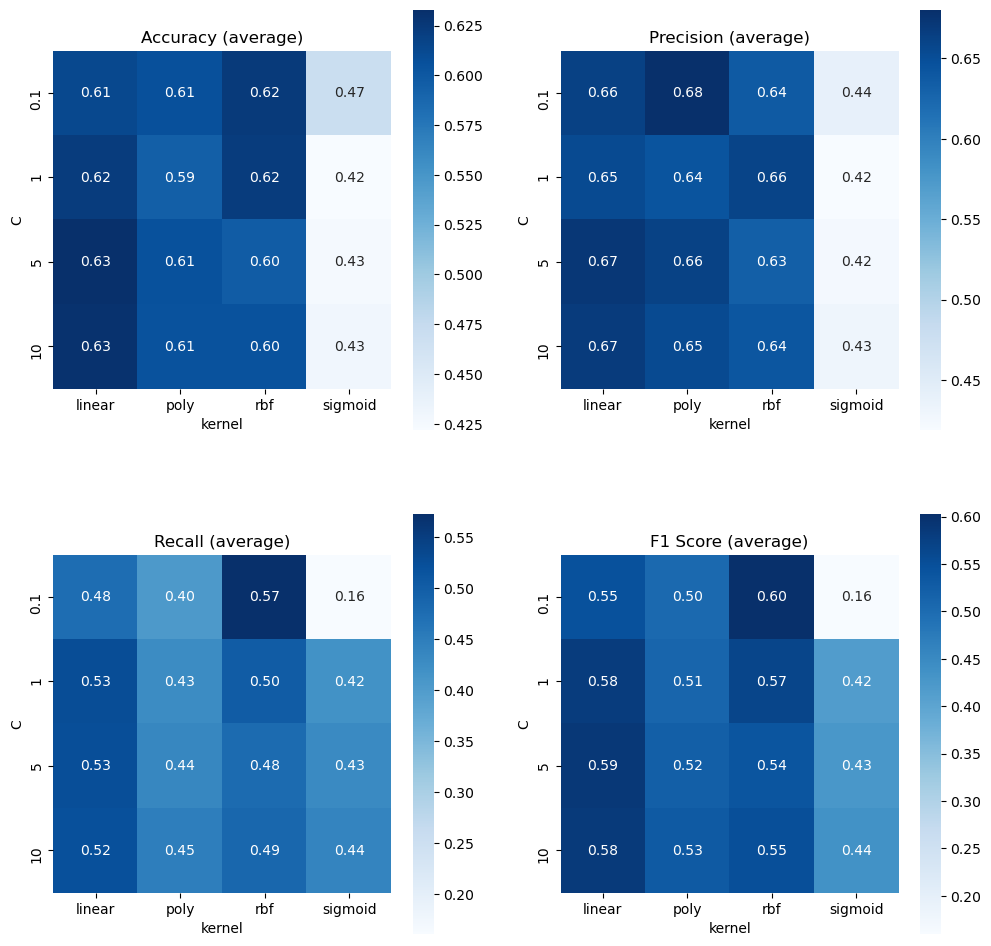 Accuracy (average)
0.1 0.61 0.61 0.62 0.47
1 0.62 0.59 0.62 0.42
5 0.63 0.61 0.60 0.43
10 0.63 0.61 0.60 0.43
C
linear poly rbf sigmoid
kernel
0.625
0.600
0.575
0.550
0.525
0.500
0.475
0.450
0.425
Precision (average)
0.1 0.66 0.68 0.64 0.44
1 0.65 0.64 0.66 0.42
5 0.67 0.66 0.63 0.42
10 0.67 0.65 0.64 0.43
C
linear poly rbf sigmoid
kernel
0.65
0.60
0.55
0.50
0.45
Recall (average)
0.1 0.48 0.40 0.57 0.16
1 0.53 0.43 0.50 0.42
5 0.53 0.44 0.48 0.43
10 0.52 0.45 0.49 0.44
C
linear poly rbf sigmoid
kernel
0.55
0.50
0.45
0.40
0.35
0.30
0.25
0.20
F1 Score (average)
0.1 0.55 0.50 0.60 0.16
1 0.58 0.51 0.57 0.42
5 0.59 0.52 0.54 0.43
10 0.58 0.53 0.55 0.44
C
linear poly rbf sigmoid
kernel
0.60
0.55
0.50
0.45
0.40
0.35
0.30
0.25
0.20